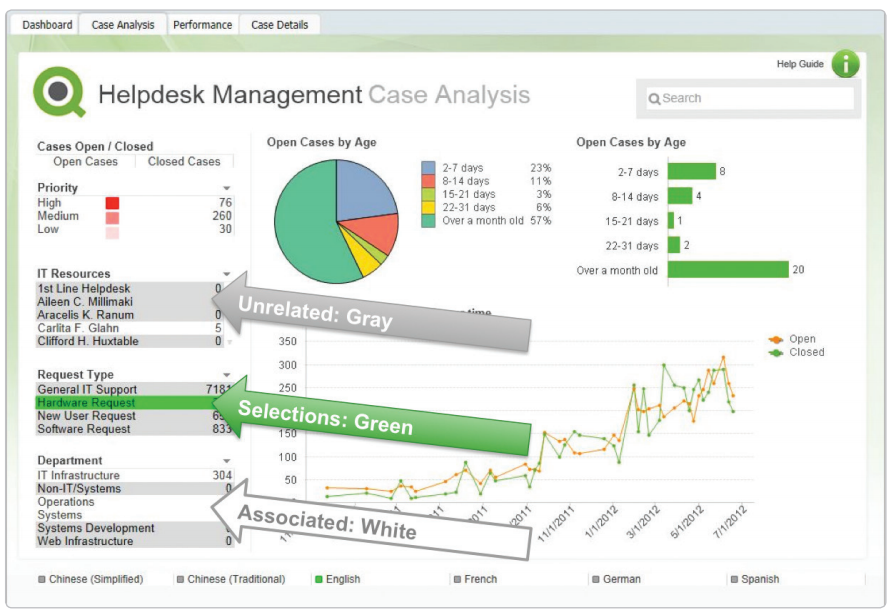 Dashboard Case Analysis Performance Case Details
Help Guide
Helpdesk Management Case Analysis
Search
Cases Open / Closed
Open Cases Closed Cases
Priority
High 76
Medium 260
Low 30
IT Resources
1st Line Helpdesk 0
Aileen C. Millimaki
Aracelis K. Ranum 0
Carlita F. Glahn 5
Clifford H. Huxtable 0
Request Type
General IT Support 7181
Hardware Request
New User Request
Software Request 833
Department
IT Infrastructure 304
Non-IT/Systems 0
Operations
Systems
Systems Development
Web Infrastructure 0
Open Cases by Age
2-7 days 23%
8-14 days 11%
15-21 days 3%
22-31 days 6%
Over a month old 57%
Open Cases by Age
2-7 days 8
8-14 days 4
15-21 days 1
22-31 days 2
Over a month old 20
Unrelated: Gray
Selections: Green
Associated: White
time
350
300
250
150
100
50
11/1/2011
1/1/2012
3/1/2012
5/1/2012
7/1/2012
Open
Closed
Chinese (Simplified) Chinese (Traditional) English French German Spanish